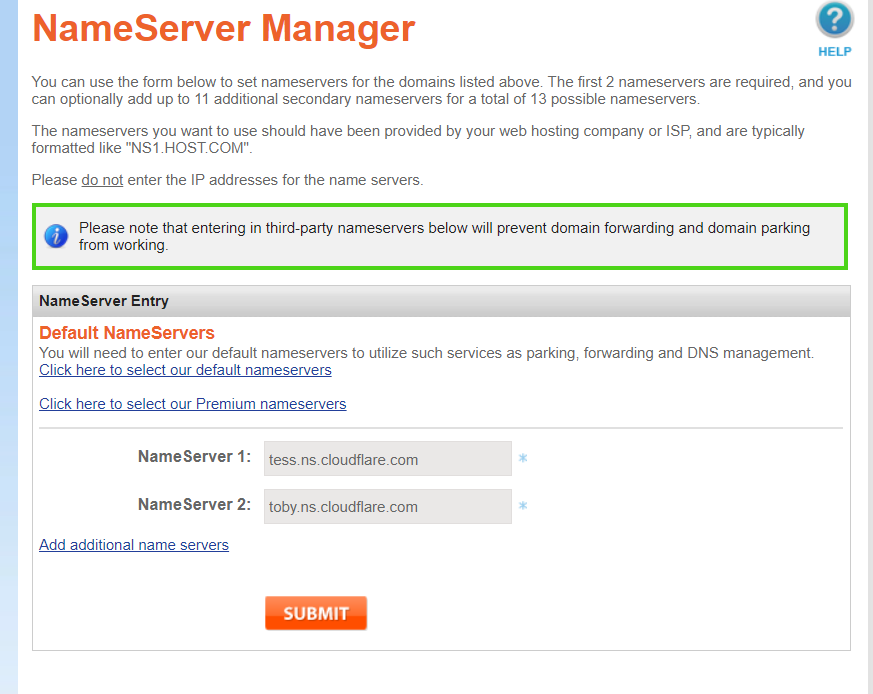 NameServer Manager
HELP
You can use the form below to set nameservers for the domains listed above. The first 2 nameservers are required, and you
can optionally add up to 11 additional secondary nameservers for a total of 13 possible nameservers.
The nameservers you want to use should have been provided by your web hosting company or ISP, and are typically
formatted like "NS1.HOST.COM".
Please do not enter the IP addresses for the name servers.
Please note that entering in third-party nameservers below will prevent domain forwarding and domain parking
from working.
NameServer Entry
Default NameServers
You will need to enter our default nameservers to utilize such services as parking, forwarding and DNS management.
Click here to select our default nameservers
Click here to select our Premium nameservers
NameServer 1: tess.ns.cloudflare.com *
NameServer 2: toby.ns.cloudflare.com *
Add additional name servers
SUBMIT